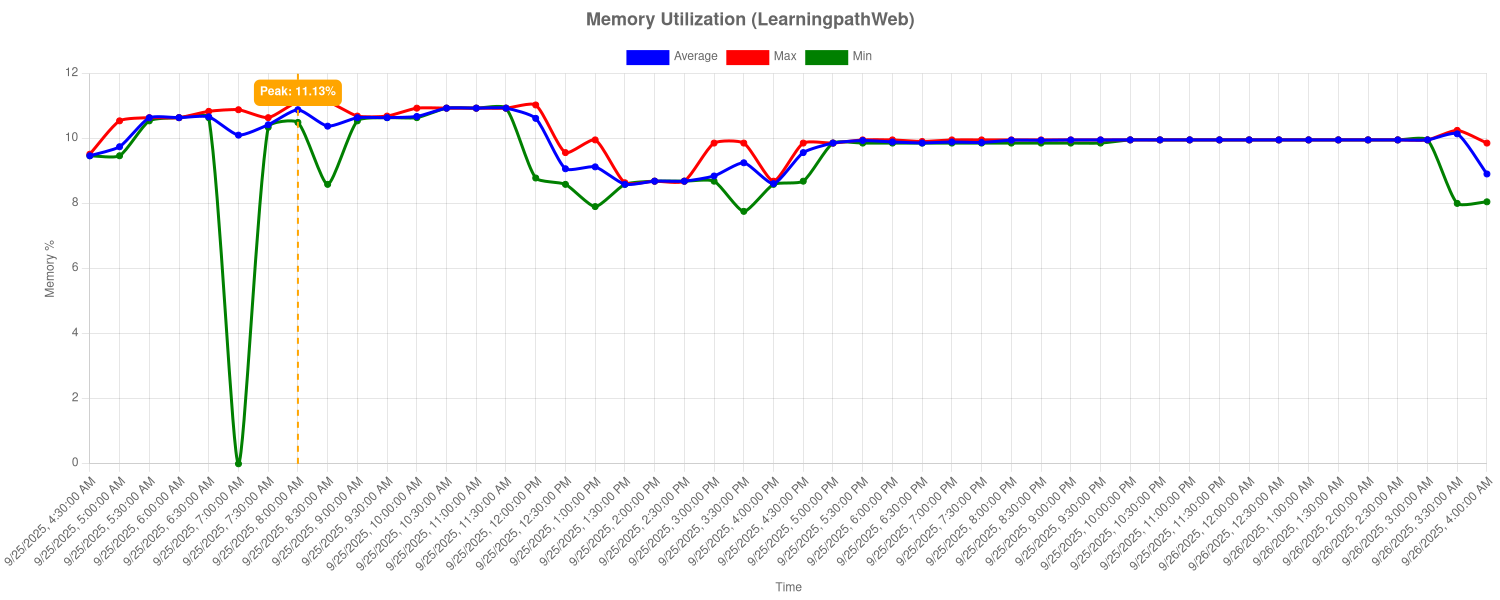 Memory Utilization (LearningpathWeb)
Average Max Min
Peak: 11.13%
12
10
8
6
4
2
0
Memory %
9/25/2025, 4:30:00 AM
9/25/2025, 5:00:00 AM
9/25/2025, 5:30:00 AM
9/25/2025, 6:00:00 AM
9/25/2025, 6:30:00 AM
9/25/2025, 7:00:00 AM
9/25/2025, 7:30:00 AM
9/25/2025, 8:00:00 AM
9/25/2025, 8:30:00 AM
9/25/2025, 9:00:00 AM
9/25/2025, 9:30:00 AM
9/25/2025, 10:00:00 AM
9/25/2025, 10:30:00 AM
9/25/2025, 11:00:00 AM
9/25/2025, 11:30:00 AM
9/25/2025, 12:00:00 PM
9/25/2025, 12:30:00 PM
9/25/2025, 1:00:00 PM
9/25/2025, 1:30:00 PM
9/25/2025, 2:00:00 PM
9/25/2025, 2:30:00 PM
9/25/2025, 3:00:00 PM
9/25/2025, 3:30:00 PM
9/25/2025, 4:00:00 PM
9/25/2025, 4:30:00 PM
9/25/2025, 5:00:00 PM
9/25/2025, 5:30:00 PM
9/25/2025, 6:00:00 PM
9/25/2025, 6:30:00 PM
9/25/2025, 7:00:00 PM
9/25/2025, 7:30:00 PM
9/25/2025, 8:00:00 PM
9/25/2025, 8:30:00 PM
9/25/2025, 9:00:00 PM
9/25/2025, 9:30:00 PM
9/25/2025, 10:00:00 PM
9/25/2025, 10:30:00 PM
9/25/2025, 11:00:00 PM
9/25/2025, 11:30:00 PM
9/26/2025, 12:00:00 AM
9/26/2025, 12:30:00 AM
9/26/2025, 1:00:00 AM
9/26/2025, 1:30:00 AM
9/26/2025, 2:00:00 AM
9/26/2025, 2:30:00 AM
9/26/2025, 3:00:00 AM
9/26/2025, 3:30:00 AM
9/26/2025, 4:00:00 AM
Time